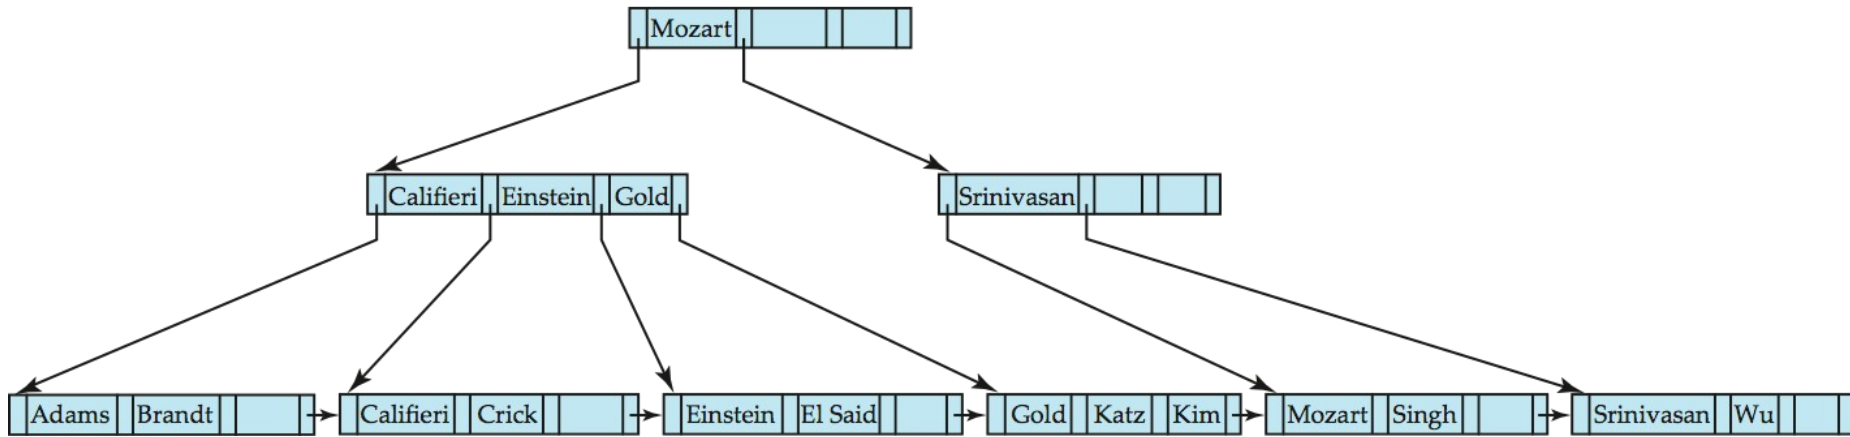 Mozart
Califieri Einstein Gold Srinivasan
Adams Brandt Califieri Crick Einstein El Said Gold Katz Kim Mozart Singh Srinivasan Wu